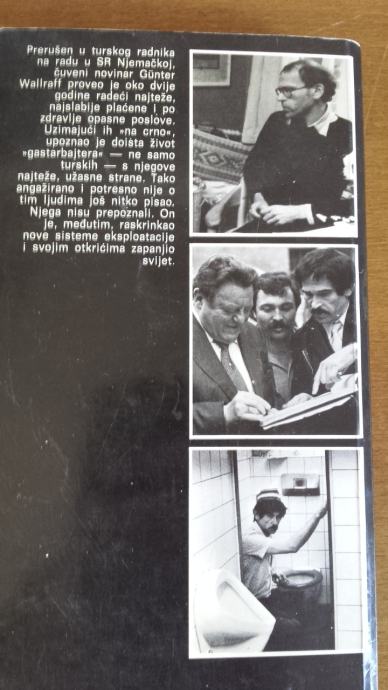 Prerušen u turskog radnika
na radu u SR Njemačkoj,
čuveni novinar Günter
Wallraff proveo je oko dvije
godine radeći najteže,
najslabije plaćene i po
zdravlje opasne poslove.
Uzimajući ih »na crno«,
upoznao je doista život
»gastarbajtera« — ne samo
turskih — s njegove
najteže, užasne strane. Tako
angažirano i potresno nije o
tim ljudima još nitko pisao.
Njega nisu prepoznali. On
je, međutim, raskrinkao
nove sisteme eksploatacije
i svojim otkrićima zapanjio
svijet.